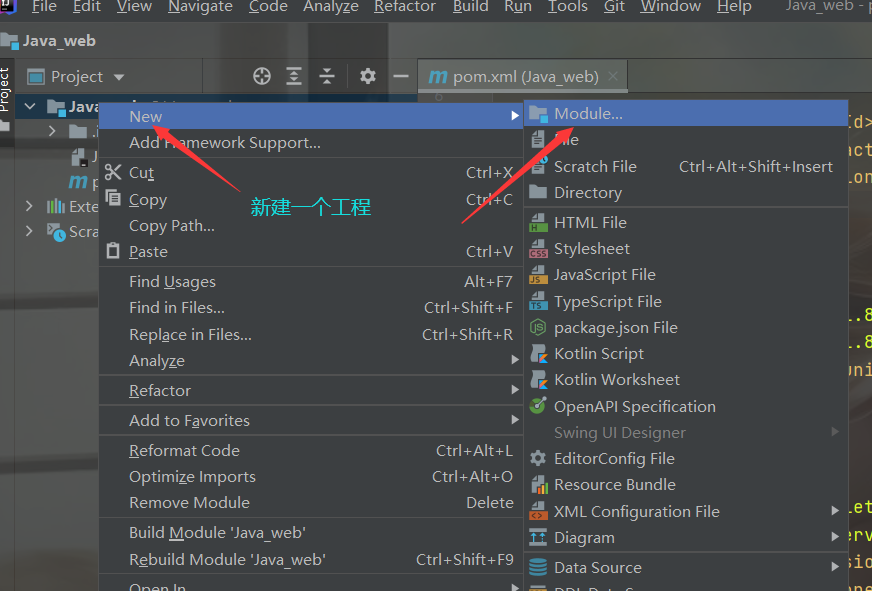 File Edit View Navigate Code Analyze Refactor Build Run Tools Git Window Help Java_web -
Java_web
Project
Project
pom.xml (Java_web)
New
Add Framework Support...
Cut Ctrl+X
Copy Ctrl+C
Copy Path...
Paste Ctrl+V
Find Usages Alt+F7
Find in Files... Ctrl+Shift+F
Replace in Files... Ctrl+Shift+R
Analyze
Refactor
Add to Favorites
Reformat Code Ctrl+Alt+L
Optimize Imports Ctrl+Alt+O
Remove Module Delete
Build Module 'Java_web'
Rebuild Module 'Java_web' Ctrl+Shift+F9
Open In
新建一个工程
Module...
File
Scratch File Ctrl+Alt+Shift+Insert
Directory
HTML File
Stylesheet
JavaScript File
TypeScript File
package.json File
Kotlin Script
Kotlin Worksheet
OpenAPI Specification
Swing UI Designer
EditorConfig File
Resource Bundle
XML Configuration File
Diagram
Data Source